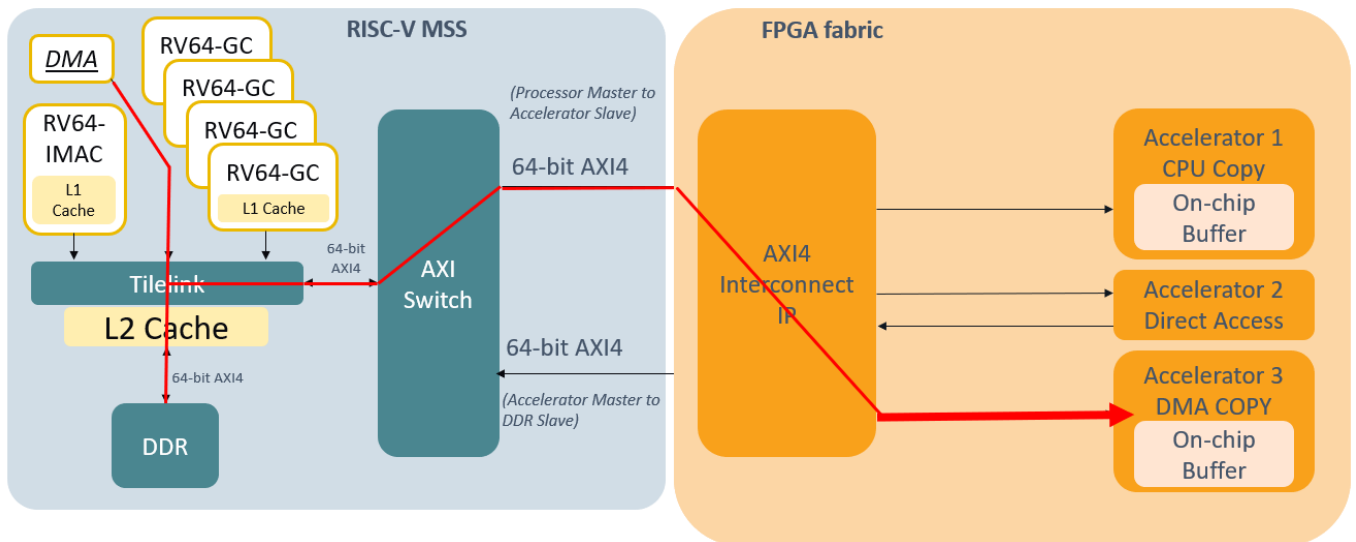 RISC-V MSS
FPGA fabric
DMA
RV64-GC
RV64-GC
RV64-GC
RV64-GC
L1 Cache
RV64-
IMAC
L1
Cache
(Processor Master to
Accelerator Slave)
64-bit AXI4
64-bit
AXI4
Tilelink
L2 Cache
64-bit AXI4
DDR
AXI
Switch
64-bit AXI4
(Accelerator Master to
DDR Slave)
AXI4
Interconnect
IP
Accelerator 1
CPU Copy
On-chip
Buffer
Accelerator 2
Direct Access
Accelerator 3
DMA COPY
On-chip
Buffer